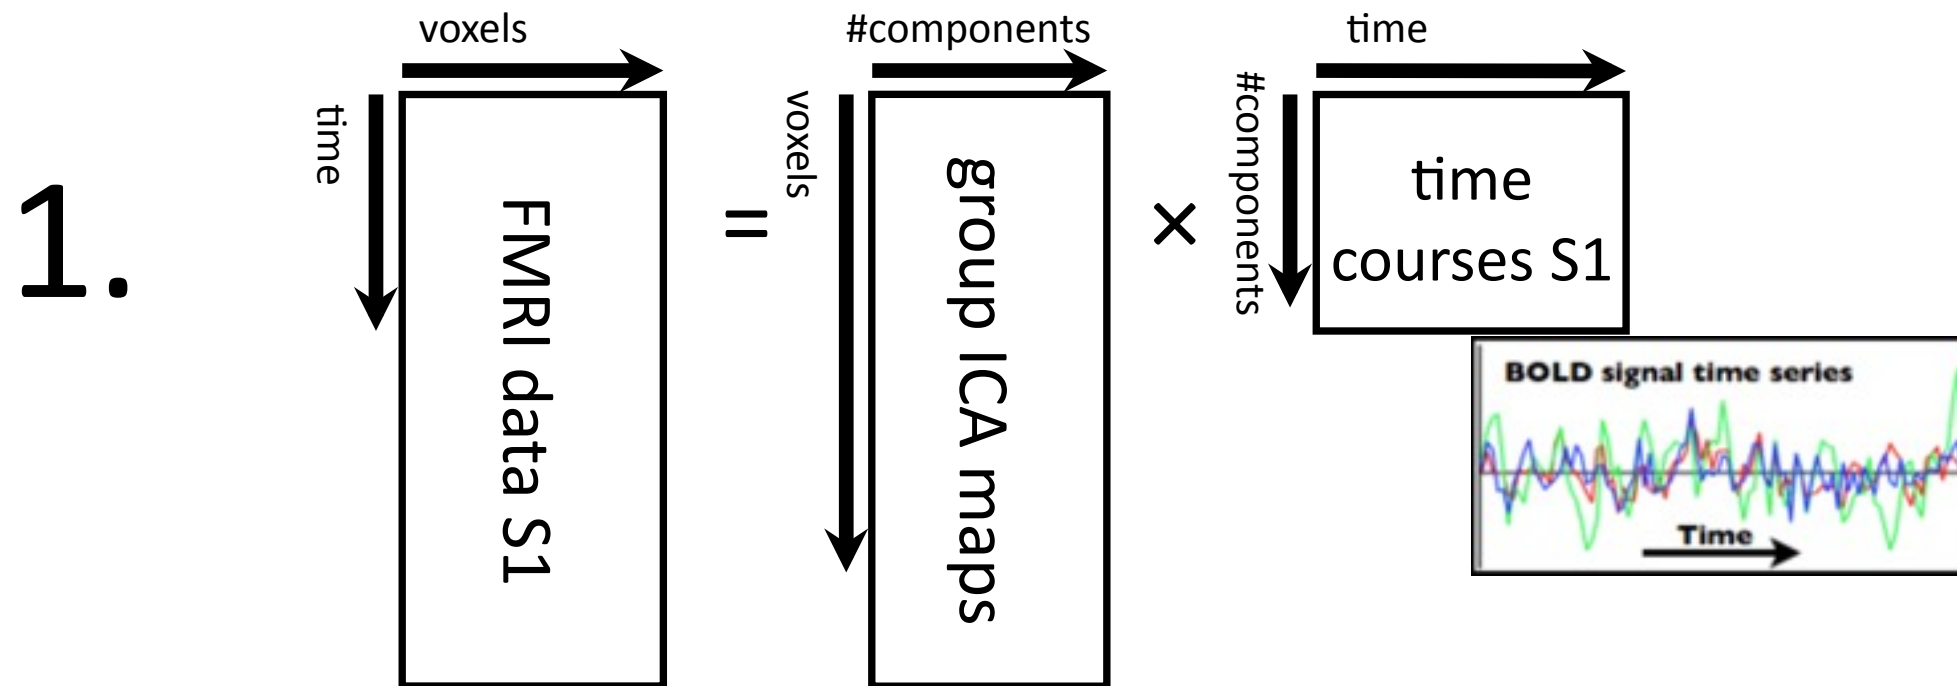 1.
voxels
time
FMRI data S1
=
#components
voxels
group ICA maps
×
time
#components
time
courses S1
BOLD signal time series
Time